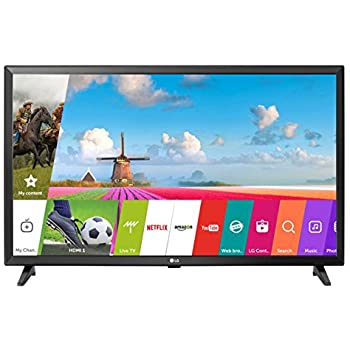 My content
My Chan.
HDMI 1
Live TV
NETFLIX
amazon
YouTube
Web bro..
LG Cont..
Search
Music
Phot
LG